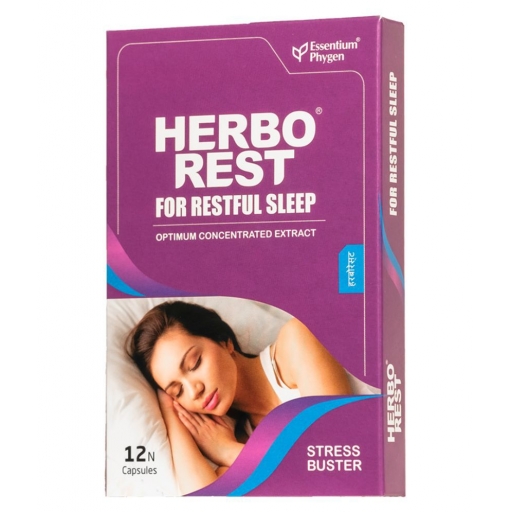 Essentium®
Phygen
HERBO®
REST
FOR RESTFUL SLEEP
OPTIMUM CONCENTRATED EXTRACT
हरबोरेस्ट
12N
Capsules
STRESS
BUSTER
FOR RESTFUL SLEEP
HERBO®
REST